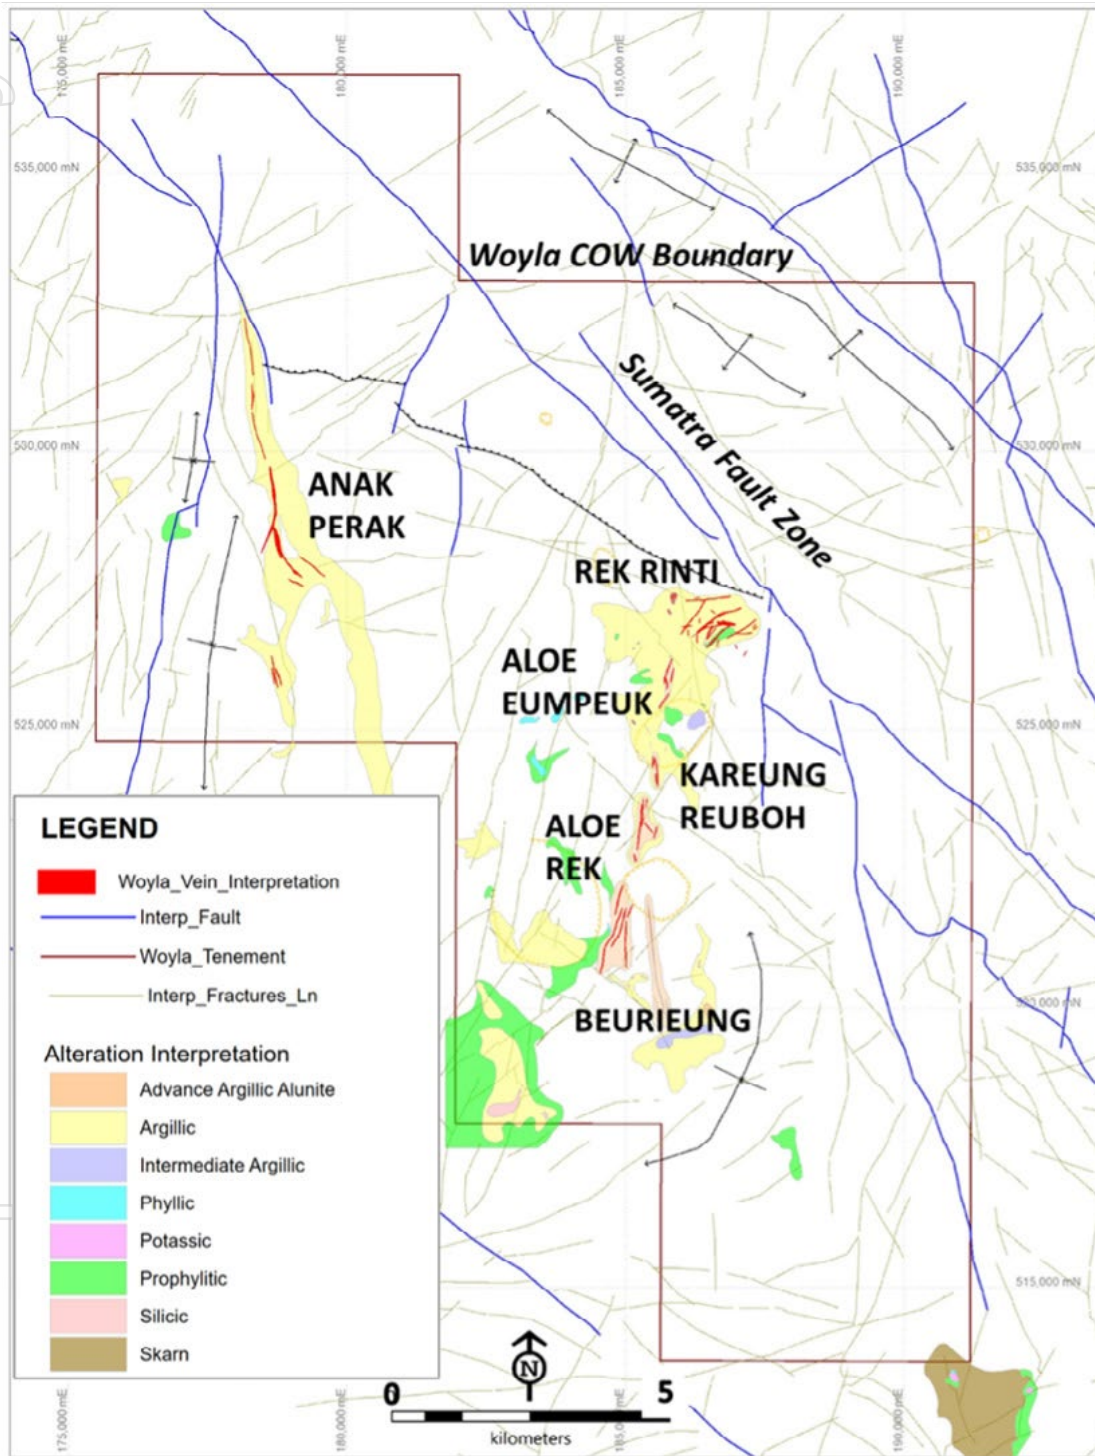 175,000 mE
180,000 mE
185,000 mE
190,000 mE
535,000 mN
535,000 mN
Woyla COW Boundary
Sumatra Fault Zone
530,000 mN
530,000 mN
ANAK
PERAK
REK RINTI
ALOE
EUMPEUK
525,000 mN
525,000 mN
KAREUNG
REUBOH
ALOE
REK
BEURIEUNG
515,000 mN
LEGEND
Woyla_Vein_Interpretation
Interp_Fault
Woyla_Tenement
Interp_Fractures_Ln
Alteration Interpretation
Advance Argillic Alunite
Argillic
Intermediate Argillic
Phyllic
Potassic
Prophylitic
Silicic
Skarn
N
0 5
kilometers
175,000 mE
180,000 mE
185,000 mE
190,000 mE